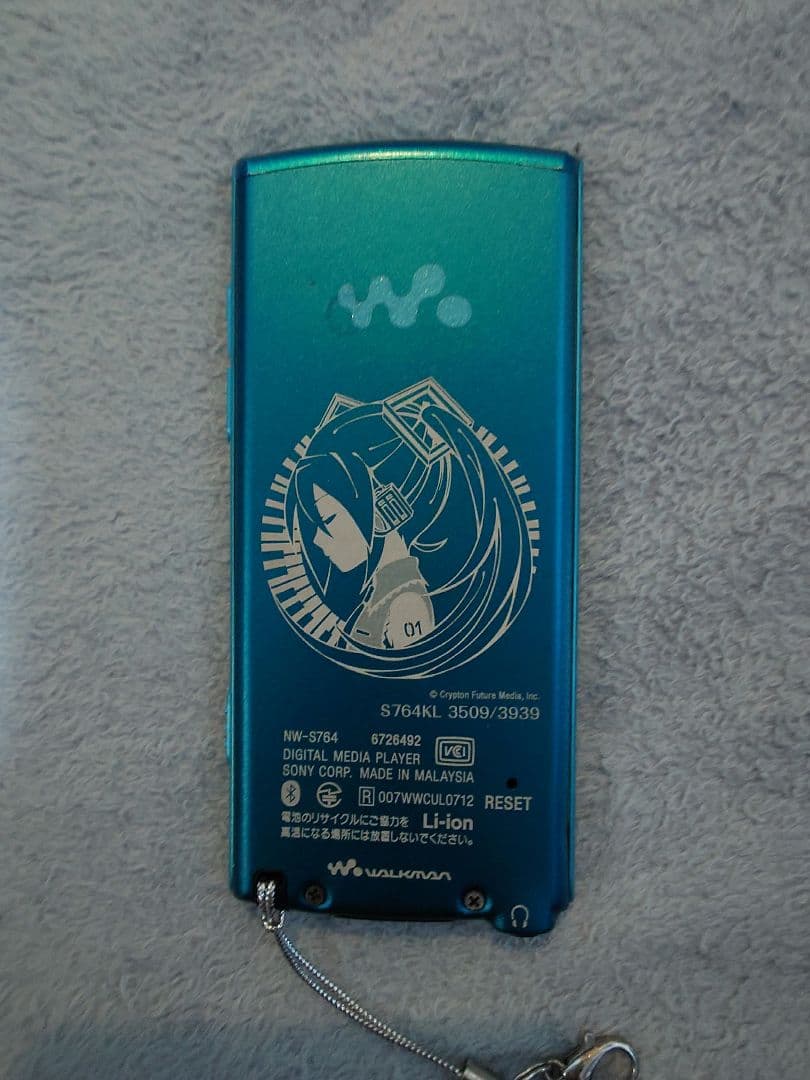 01
© Crypton Future Media, Inc.
S764KL 3509/3939
NW-S764 6726492 VCI
DIGITAL MEDIA PLAYER
SONY CORP. MADE IN MALAYSIA
R 007WWCUL0712 RESET
電池のリサイクルにご協力を Li-ion
高温になる場所には放置しないでください。
WALKMAN